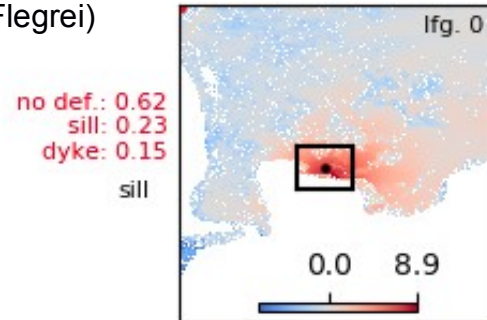 Flegrei)
Ifg. 0
no def.: 0.62
sill: 0.23
dyke: 0.15
sill
0.0 8.9